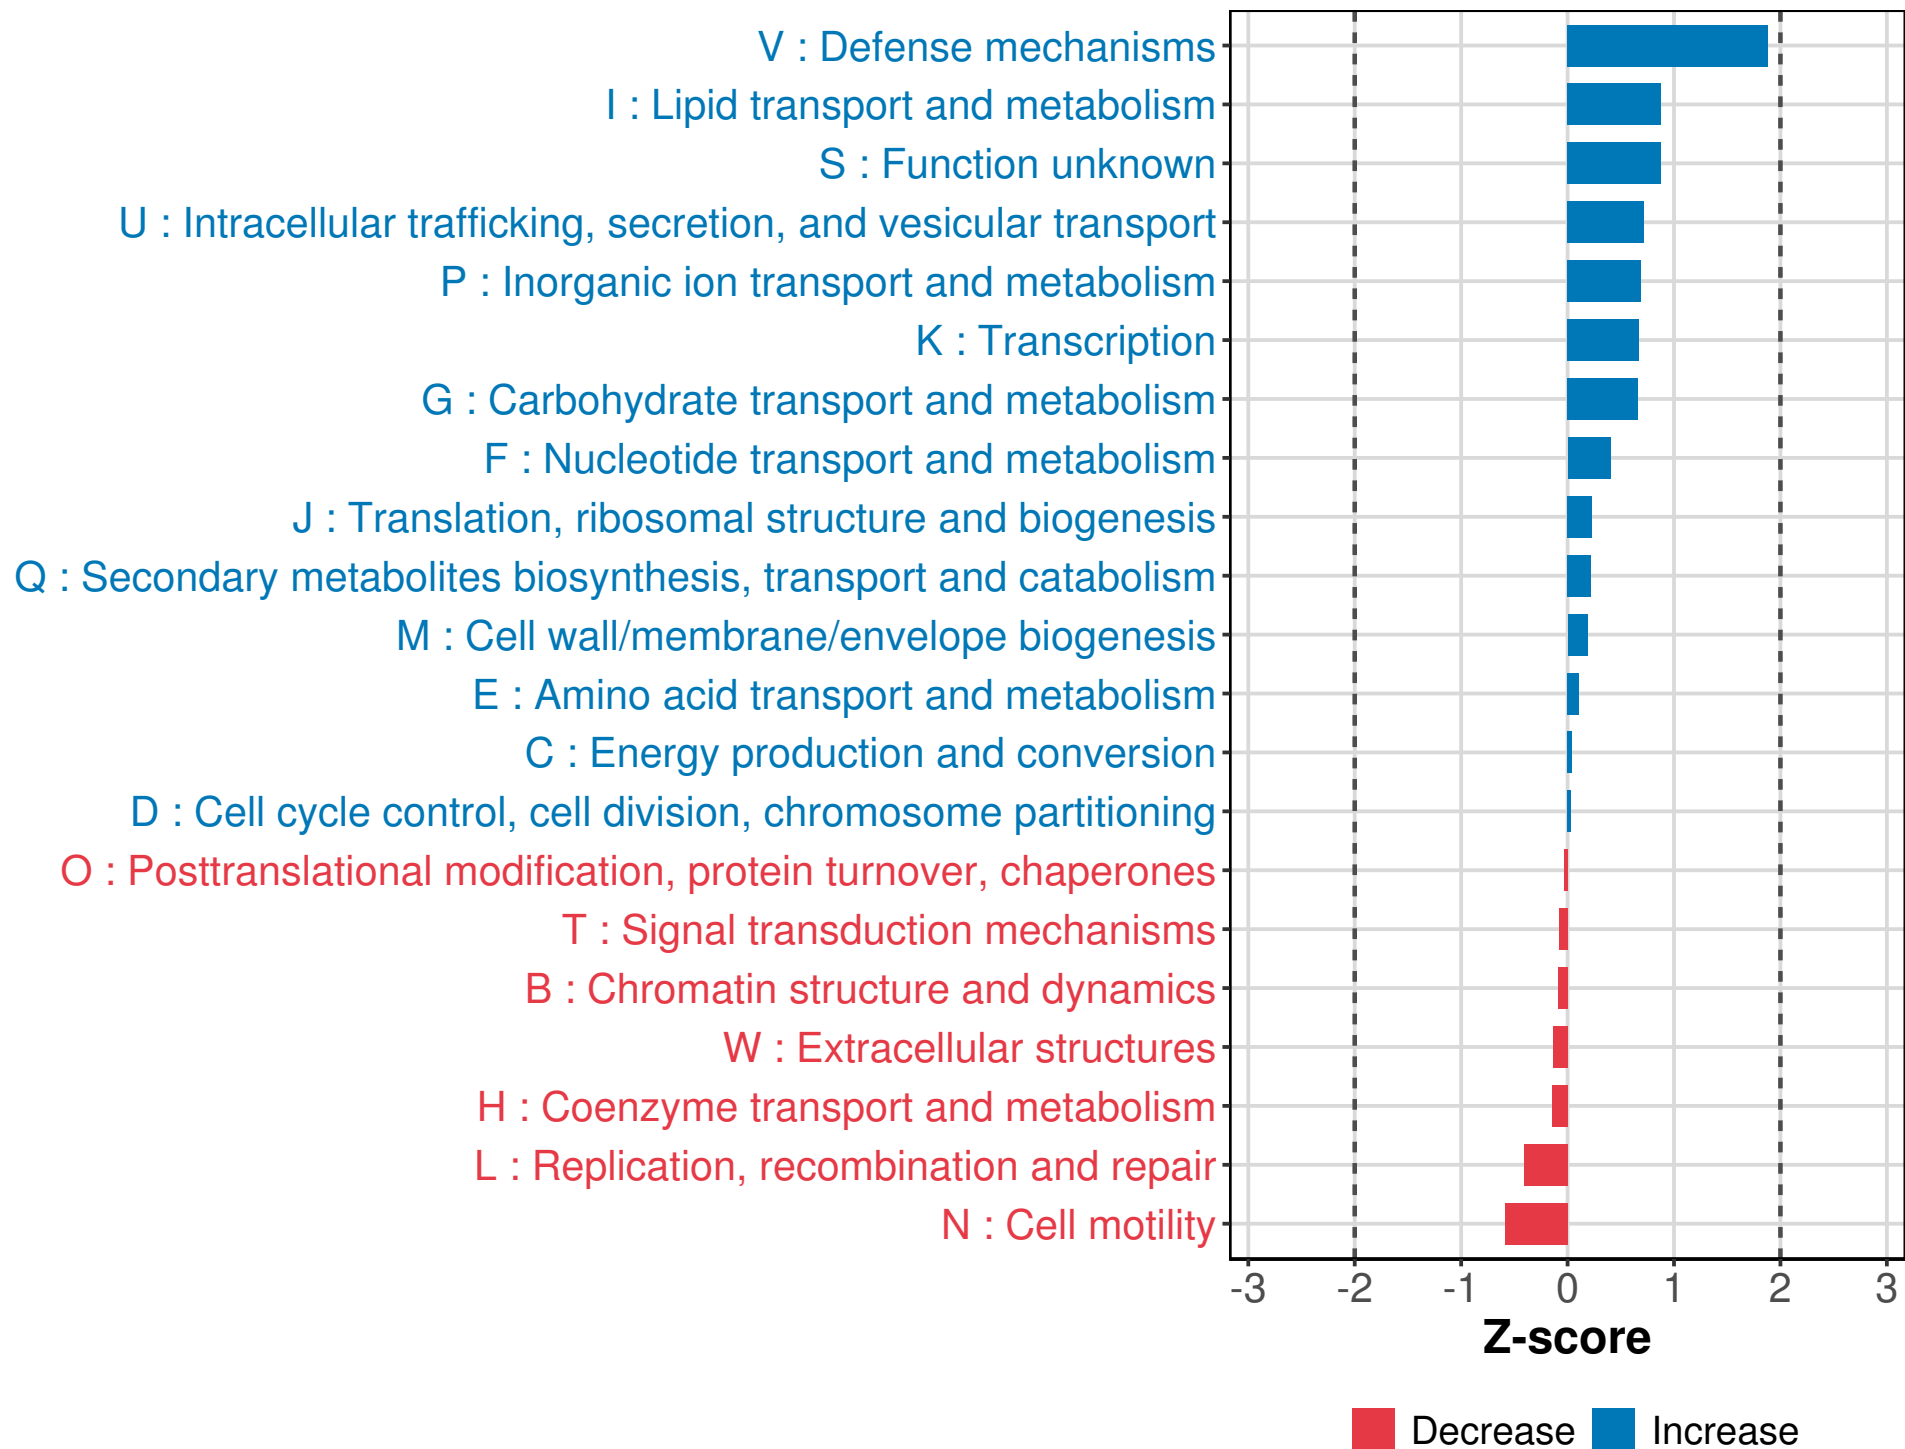 V : Defense mechanisms
I : Lipid transport and metabolism
S : Function unknown
U : Intracellular trafficking, secretion, and vesicular transport
P : Inorganic ion transport and metabolism
K : Transcription
G : Carbohydrate transport and metabolism
F : Nucleotide transport and metabolism
J : Translation, ribosomal structure and biogenesis
Q : Secondary metabolites biosynthesis, transport and catabolism
M : Cell wall/membrane/envelope biogenesis
E : Amino acid transport and metabolism
C : Energy production and conversion
D : Cell cycle control, cell division, chromosome partitioning
O : Posttranslational modification, protein turnover, chaperones
T : Signal transduction mechanisms
B : Chromatin structure and dynamics
W : Extracellular structures
H : Coenzyme transport and metabolism
L : Replication, recombination and repair
N : Cell motility
-3 -2 -1 0 1 2 3
Z-score
Decrease Increase